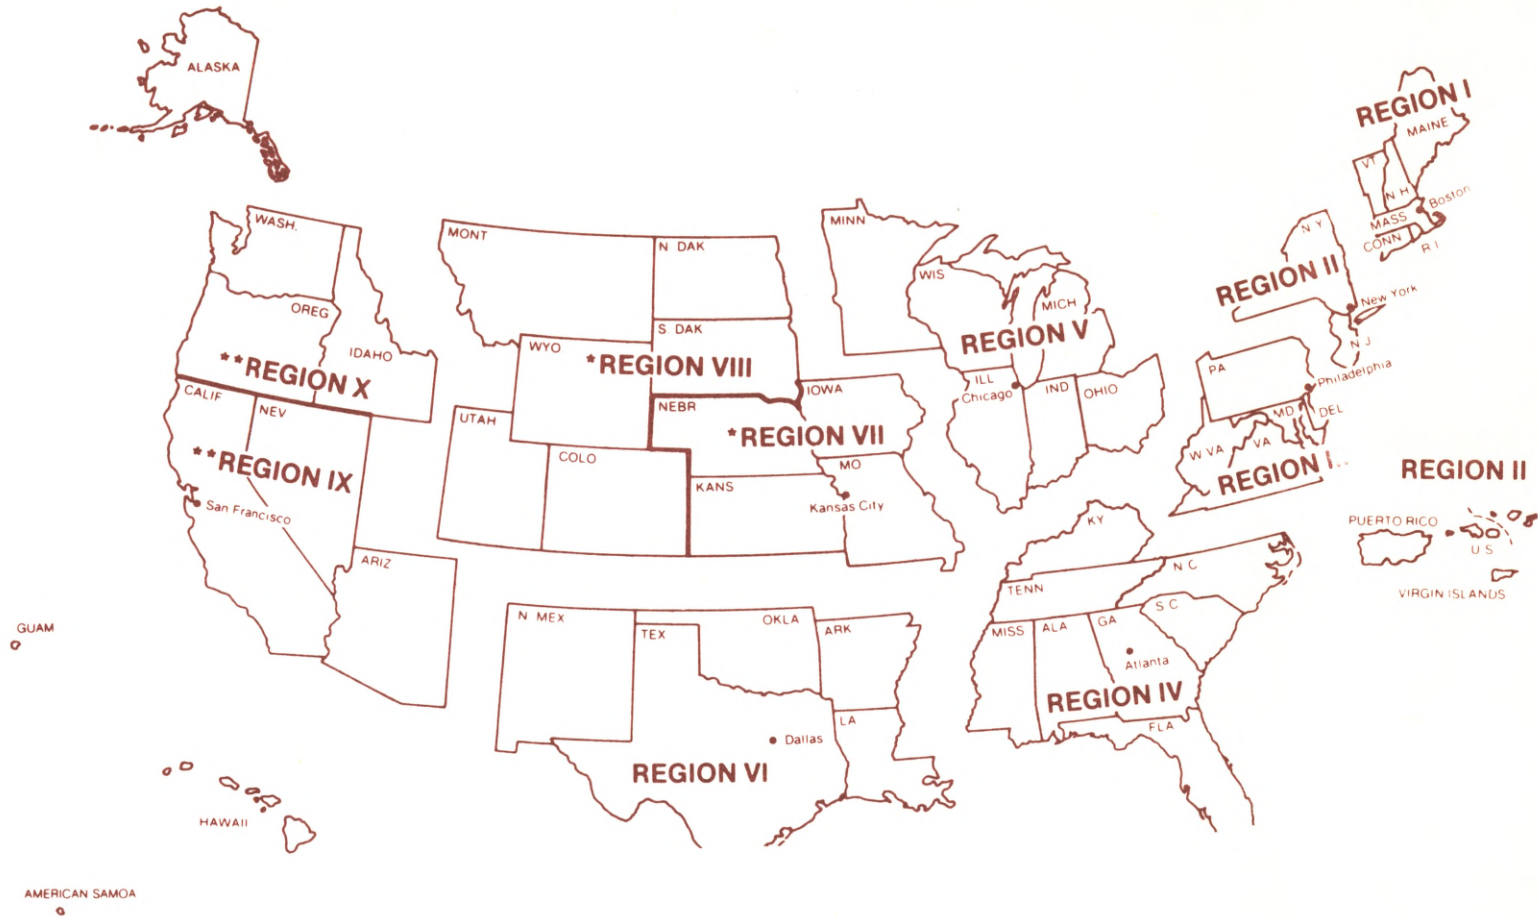 ALASKA
REGION I
MAINE
VT
N H
Boston
MASS
CONN
R I
WASH.
MONT
N DAK
MINN
N Y
OREG
WIS
MICH
REGION II
New York
IDAHO
WYO
S DAK
REGION V
N J
**REGION X
*REGION VIII
PA
Philadelphia
CALIF
NEV
UTAH
NEBR
IOWA
ILL
Chicago
IND
OHIO
MD
DEL
**REGION IX
*REGION VII
COLO
KANS
MO
W VA
VA
REGION
REGION II
San Francisco
Kansas City
KY
PUERTO RICO
U S
VIRGIN ISLANDS
ARIZ
TENN
N C
S C
GUAM
N MEX
TEX
OKLA
ARK
MISS
ALA
GA
Atlanta
REGION IV
LA
FLA
Dallas
REGION VI
HAWAII
AMERICAN SAMOA